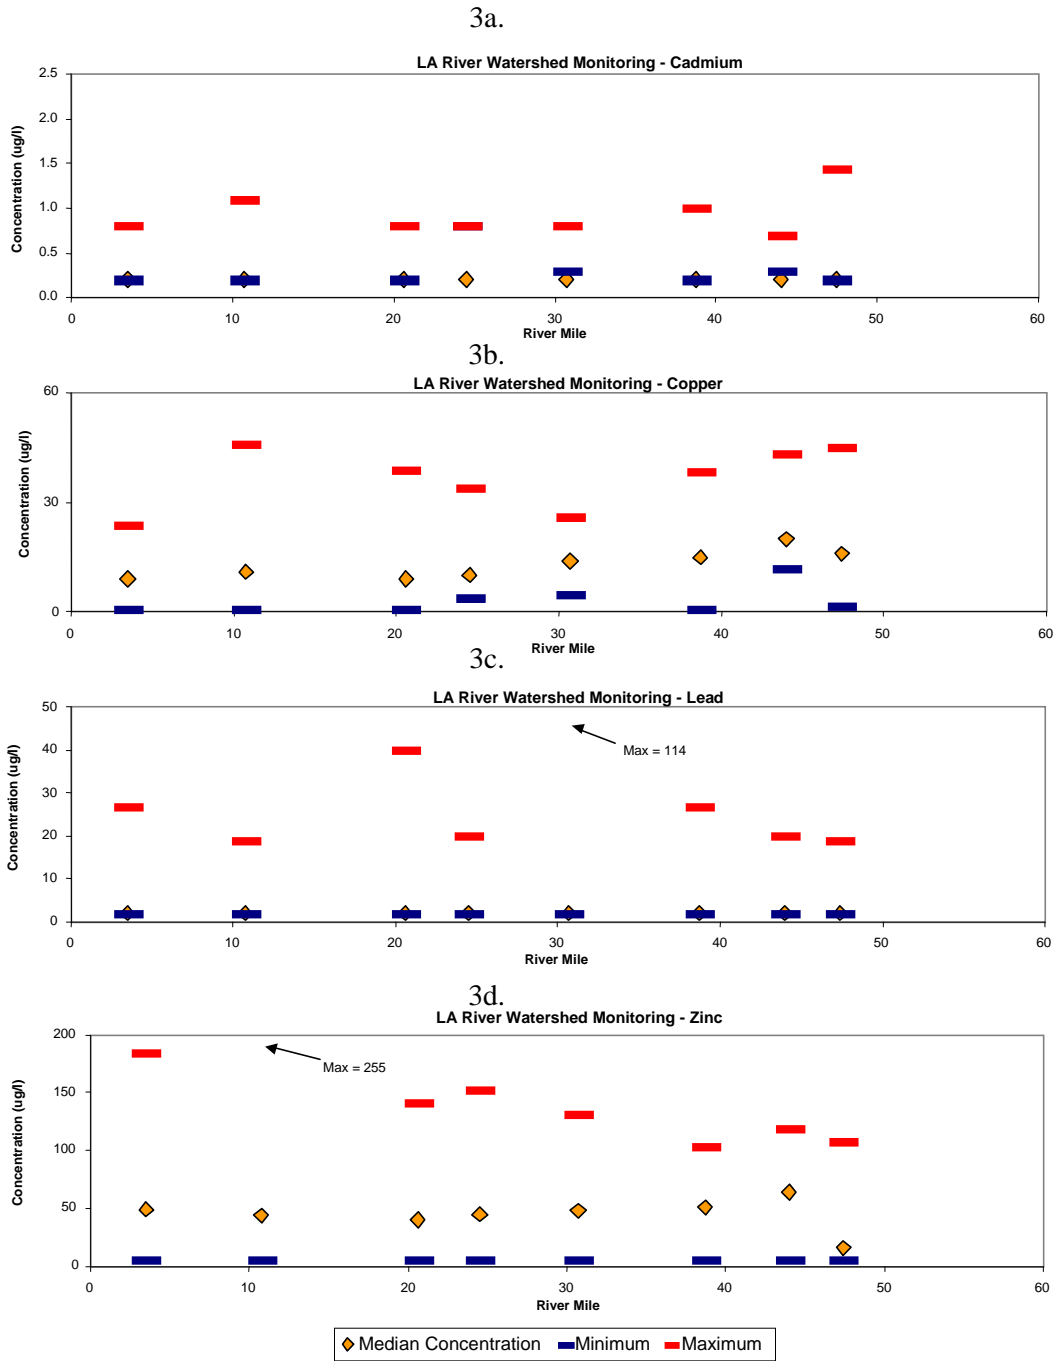 3a.
LA River Watershed Monitoring - Cadmium
Concentration (ug/l)
2.5
2.0
1.5
1.0
0.5
0.0
0 10 20 30 40 50 60
River Mile
3b.
LA River Watershed Monitoring - Copper
Concentration (ug/l)
60
30
0
0 10 20 30 40 50 60
River Mile
3c.
LA River Watershed Monitoring - Lead
Concentration (ug/l)
50
40
30
20
10
0
Max = 114
0 10 20 30 40 50 60
River Mile
3d.
LA River Watershed Monitoring - Zinc
Concentration (ug/l)
200
150
100
50
0
Max = 255
0 10 20 30 40 50 60
River Mile
Median Concentration Minimum Maximum